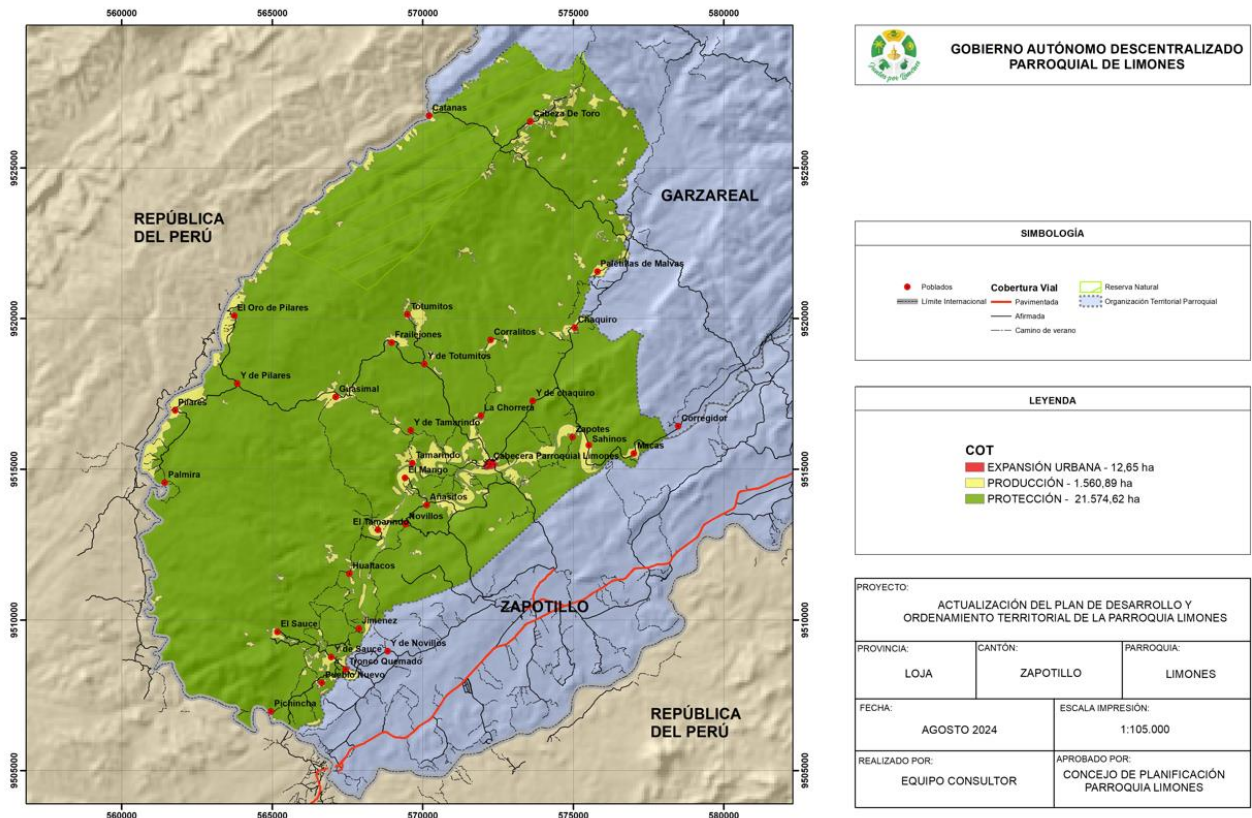 560000
565000
570000
575000
580000
9525000
9520000
9515000
9510000
9505000
9525000
9520000
9515000
9510000
9505000
560000
565000
570000
575000
580000
Catanas
Cabeza De Toro
GARZAREAL
REPÚBLICA
DEL PERÚ
Paletillas de Malvas
El Oro de Pilares
Totumitos
Chaquiro
Frailejones
Corralitos
Y de Totumitos
Y de Pilares
Guasimal
Y de chaquiro
Pilares
La Chorrera
Corregidor
Y de Tamarindo
Zapotes
Sahinos
Macas
Tamarindo
Cabecera Parroquial Limones
El Mango
Palmira
Añasitos
El Tamarindo
Novillos
Hualtacos
ZAPOTILLO
El Sauce
Jimenez
Y de Novillos
Y de Sauce
Tronco Quemado
Pueblo Nuevo
Pichincha
REPÚBLICA
DEL PERÚ
GOBIERNO AUTÓNOMO DESCENTRALIZADO
PARROQUIAL DE LIMONES
SIMBOLOGÍA
Poblados
Límite Internacional
Cobertura Vial
Pavimentada
Afirmada
Camino de verano
Reserva Natural
Organización Territorial Parroquial
LEYENDA
COT
EXPANSIÓN URBANA - 12,65 ha
PRODUCCIÓN - 1.560,89 ha
PROTECCIÓN - 21.574,62 ha
PROYECTO:
ACTUALIZACIÓN DEL PLAN DE DESARROLLO Y
ORDENAMIENTO TERRITORIAL DE LA PARROQUIA LIMONES
PROVINCIA:
LOJA
CANTÓN:
ZAPOTILLO
PARROQUIA:
LIMONES
FECHA:
AGOSTO 2024
ESCALA IMPRESIÓN:
1:105.000
REALIZADO POR:
EQUIPO CONSULTOR
APROBADO POR:
CONCEJO DE PLANIFICACIÓN
PARROQUIA LIMONES